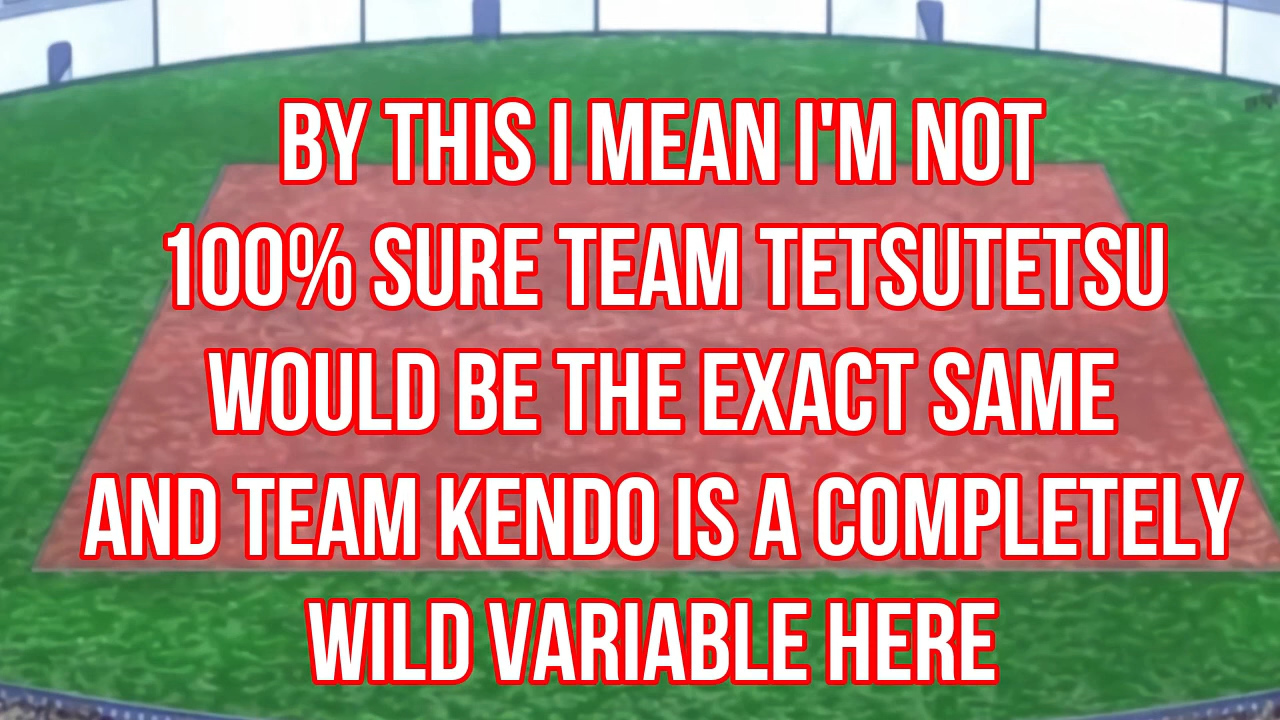 BY THIS I MEAN I'M NOT
100% SURE TEAM TETSUTETSU
WOULD BE THE EXACT SAME
AND TEAM KENDO IS A COMPLETELY
WILD VARIABLE HERE